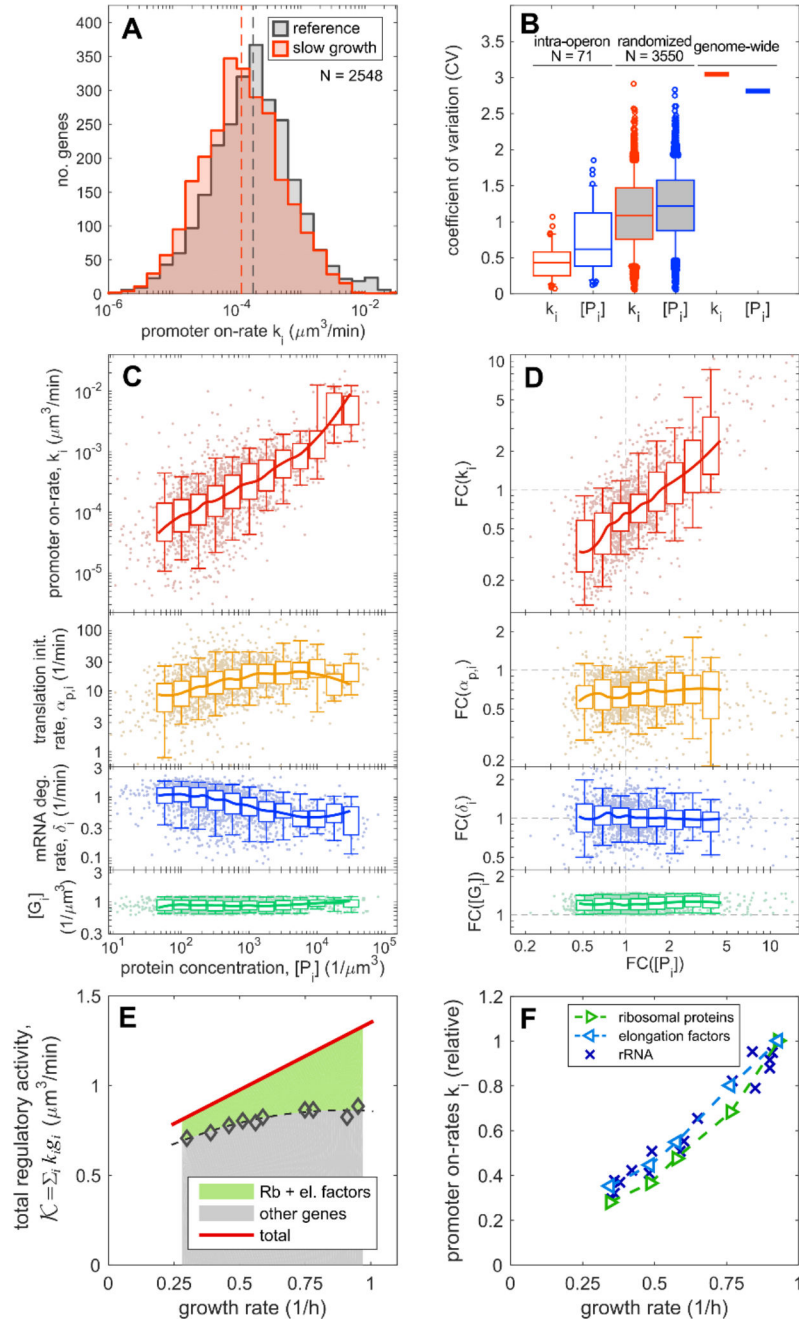 A
reference
slow growth
N = 2548
no. genes
400
350
300
250
200
150
100
50
0
10^-6
10^-4
10^-2
promoter on-rate k_i (μm^3/min)
B
intra-operon
N = 71
randomized
N = 3550
genome-wide
coefficient of variation (CV)
4
3.5
3
2.5
2
1.5
1
0.5
0
k_i
[P_i]
k_i
[P_i]
k_i
[P_i]
C
promoter on-rate, k_i (μm^3/min)
10^-2
10^-3
10^-4
10^-5
translation init.
rate, α_p,i (1/min)
100
30
10
3
1
mRNA deg.
rate, δ_i (1/min)
3
1
0.3
0.1
[G_i]
(1/μm^3)
3
1
0.3
10^1
10^2
10^3
10^4
10^5
protein concentration, [P_i] (1/μm^3)
D
FC(k_i)
10
5
2
1
0.5
0.2
FC(α_p,i)
2
1
0.5
0.2
FC(δ_i)
2
1
0.5
FC([G_i])
2
1
0.2
0.5
1
2
5
10
FC([P_i])
E
total regulatory activity,
𝒦=Σ_i k_i g_i (μm^3/min)
1.5
1
0.5
0
Rb + el. factors
other genes
total
0
0.25
0.5
0.75
1
growth rate (1/h)
F
ribosomal proteins
elongation factors
rRNA
promoter on-rates k_i (relative)
1.2
1
0.8
0.6
0.4
0.2
0
0
0.25
0.5
0.75
1
growth rate (1/h)